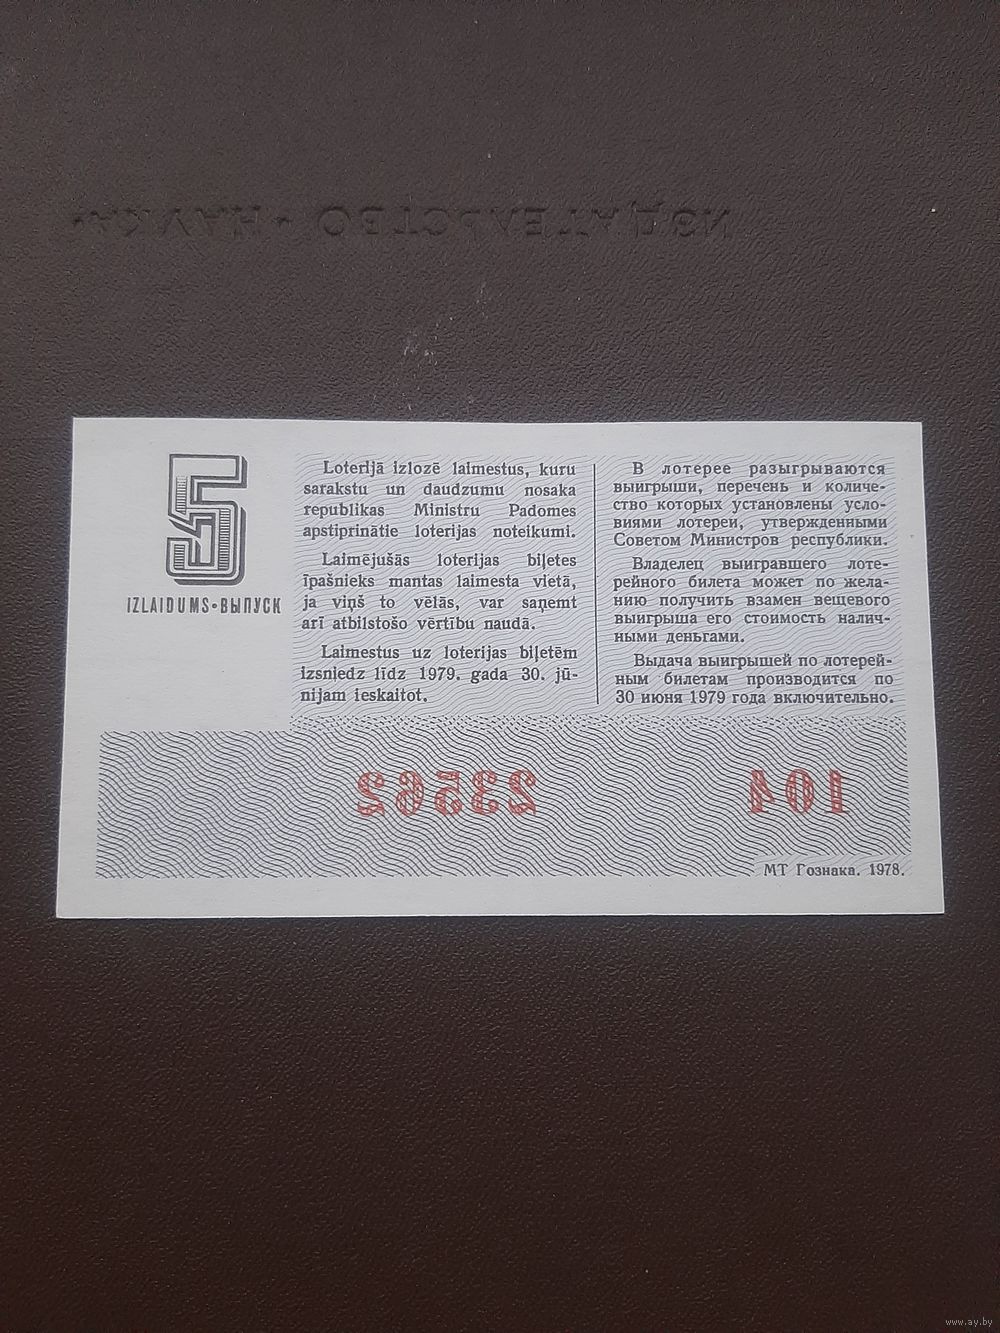 ИЗДАТЕЛЬСТВО · НАУКА ·
5
IZLAIDUMS•ВЫПУСК
Loterijā izlozē laimestus, kuru
sarakstu un daudzumu nosaka
republikas Ministru Padomes
apstiprinātie loterijas noteikumi.
Laimējušās loterijas biļetes
īpašnieks mantas laimesta vietā,
ja viņš to vēlās, var saņemt
arī atbilstošo vērtību naudā.
Laimestus uz loterijas biļetēm
izsniedz līdz 1979. gada 30. jū-
nijam ieskaitot.
В лотерее разыгрываются
выигрыши, перечень и количе-
ство которых установлены усло-
виями лотереи, утвержденными
Советом Министров республики.
Владелец выигравшего лоте-
рейного билета может по жела-
нию получить взамен вещевого
выигрыша его стоимость налич-
ными деньгами.
Выдача выигрышей по лотерей-
ным билетам производится по
30 июня 1979 года включительно.
23562
104
МТ Гознака. 1978.
www.ay.by